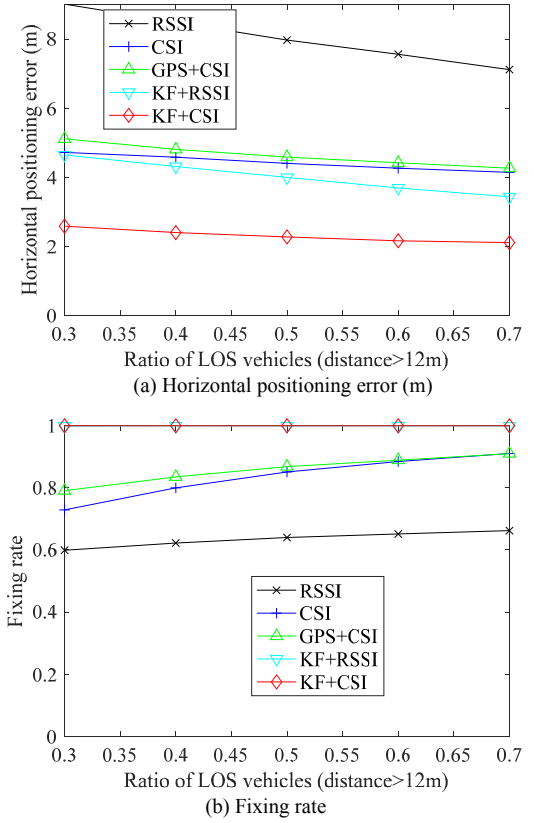 RSSI
CSI
GPS+CSI
KF+RSSI
KF+CSI
Horizontal positioning error (m)
8
6
4
2
0
0.3 0.35 0.4 0.45 0.5 0.55 0.6 0.65 0.7
Ratio of LOS vehicles (distance>12m)
(a) Horizontal positioning error (m)
1
0.8
0.6
0.4
0.2
0
Fixing rate
RSSI
CSI
GPS+CSI
KF+RSSI
KF+CSI
0.3 0.35 0.4 0.45 0.5 0.55 0.6 0.65 0.7
Ratio of LOS vehicles (distance>12m)
(b) Fixing rate